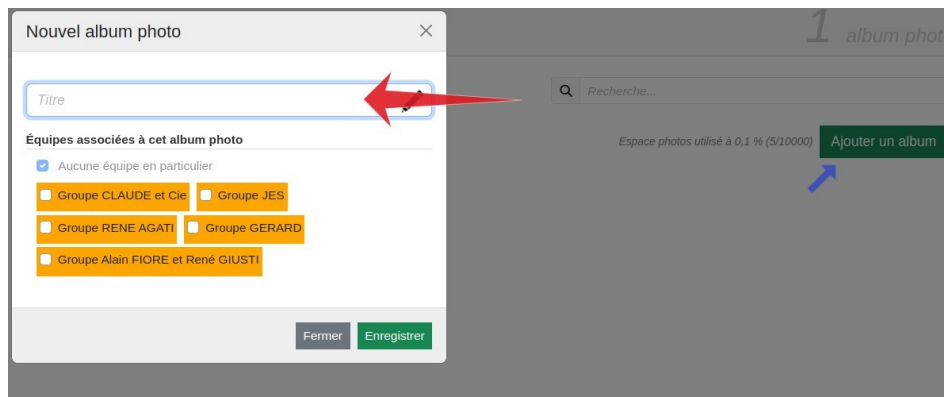 Nouvel album photo
1 album phot
Titre
Recherche...
Équipes associées à cet album photo
Espace photos utilisé à 0,1 % (5/10000)
Ajouter un album
Aucune équipe en particulier
Groupe CLAUDE et Cie
Groupe JES
Groupe RENE AGATI
Groupe GERARD
Groupe Alain FIORE et René GIUSTI
Fermer
Enregistrer